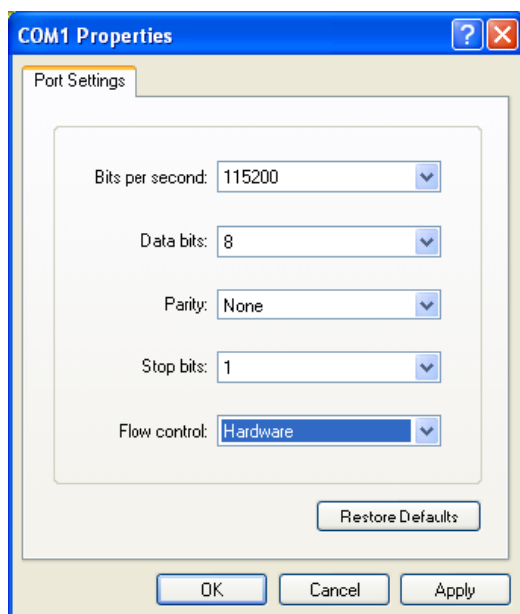 COM1 Properties
Port Settings
Bits per second: 115200
Data bits: 8
Parity: None
Stop bits: 1
Flow control: Hardware
Restore Defaults
OK Cancel Apply